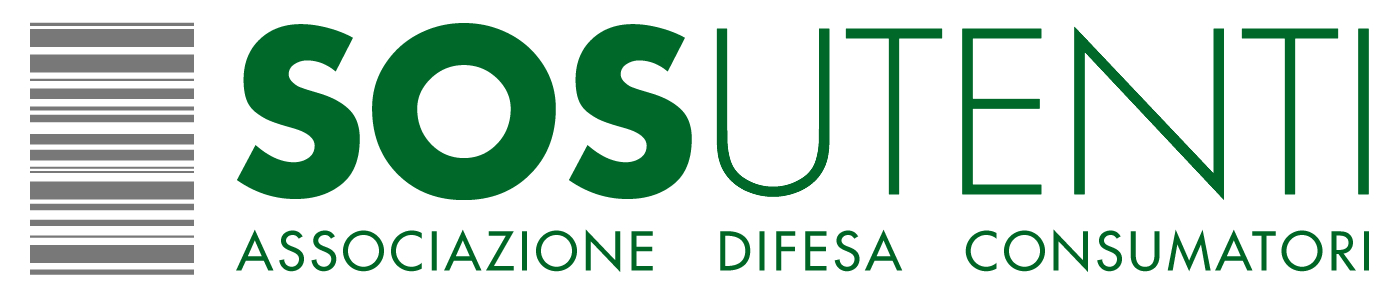 SOSUTENTI
ASSOCIAZIONE DIFESA CONSUMATORI